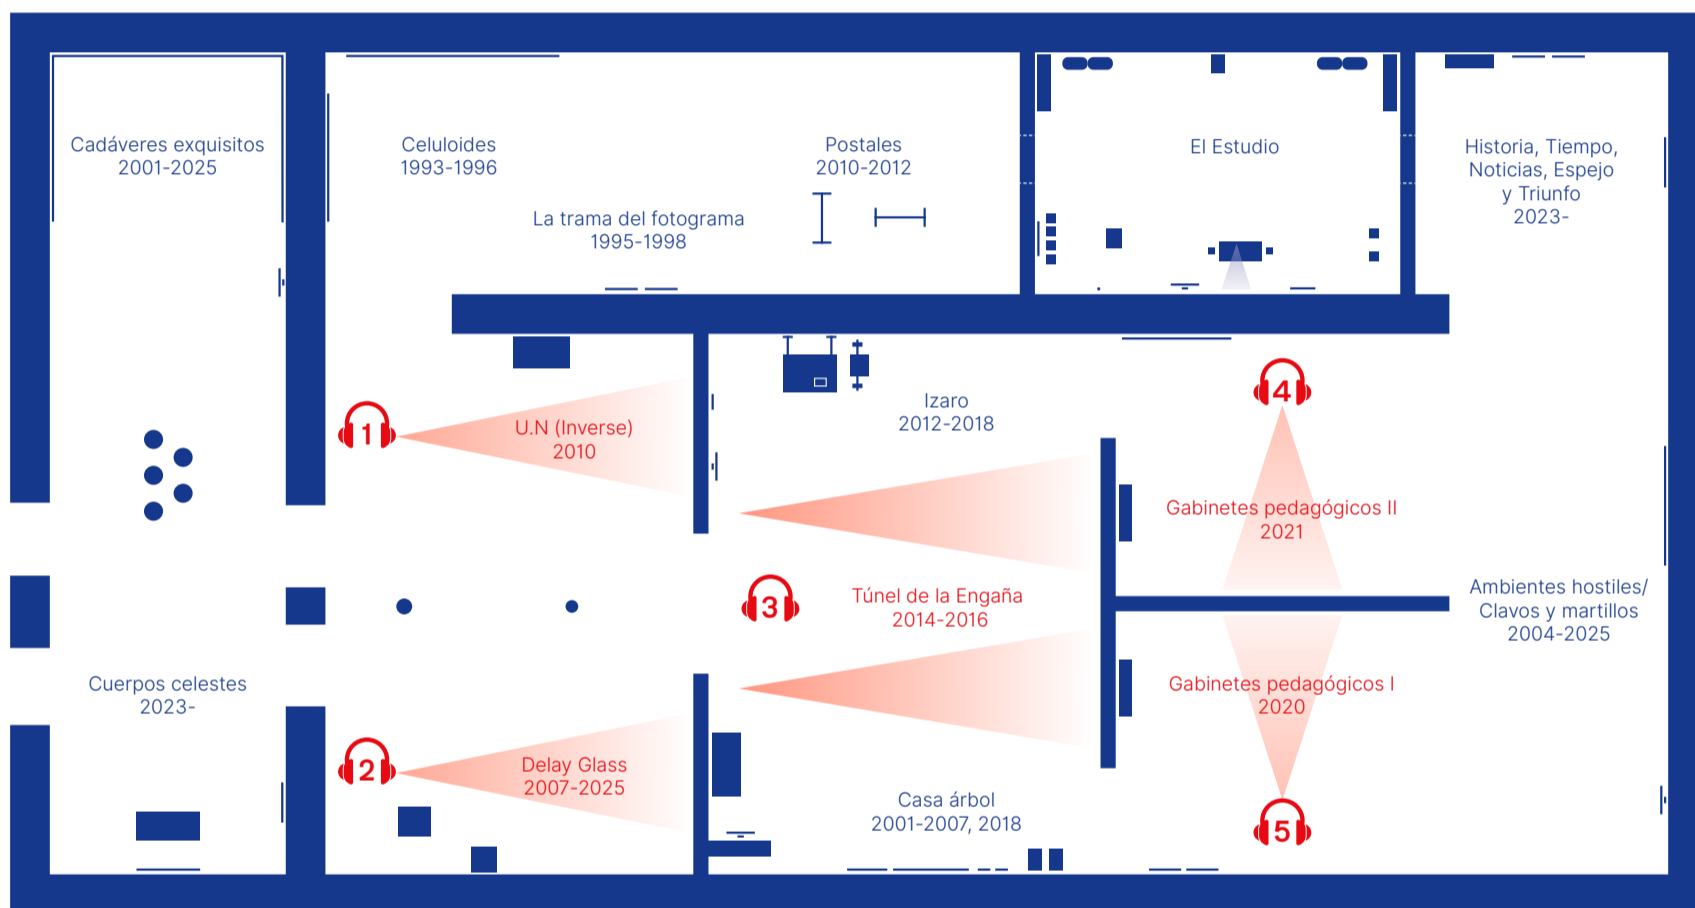 Cadáveres exquisitos
2001-2025
Celuloides
1993-1996
La trama del fotograma
1995-1998
Postales
2010-2012
El Estudio
Historia, Tiempo,
Noticias, Espejo
y Triunfo
2023-
1
U.N (Inverse)
2010
Izaro
2012-2018
4
Gabinetes pedagógicos II
2021
3
Túnel de la Engaña
2014-2016
Ambientes hostiles/
Clavos y martillos
2004-2025
Cuerpos celestes
2023-
2
Delay Glass
2007-2025
Gabinetes pedagógicos I
2020
Casa árbol
2001-2007, 2018
5